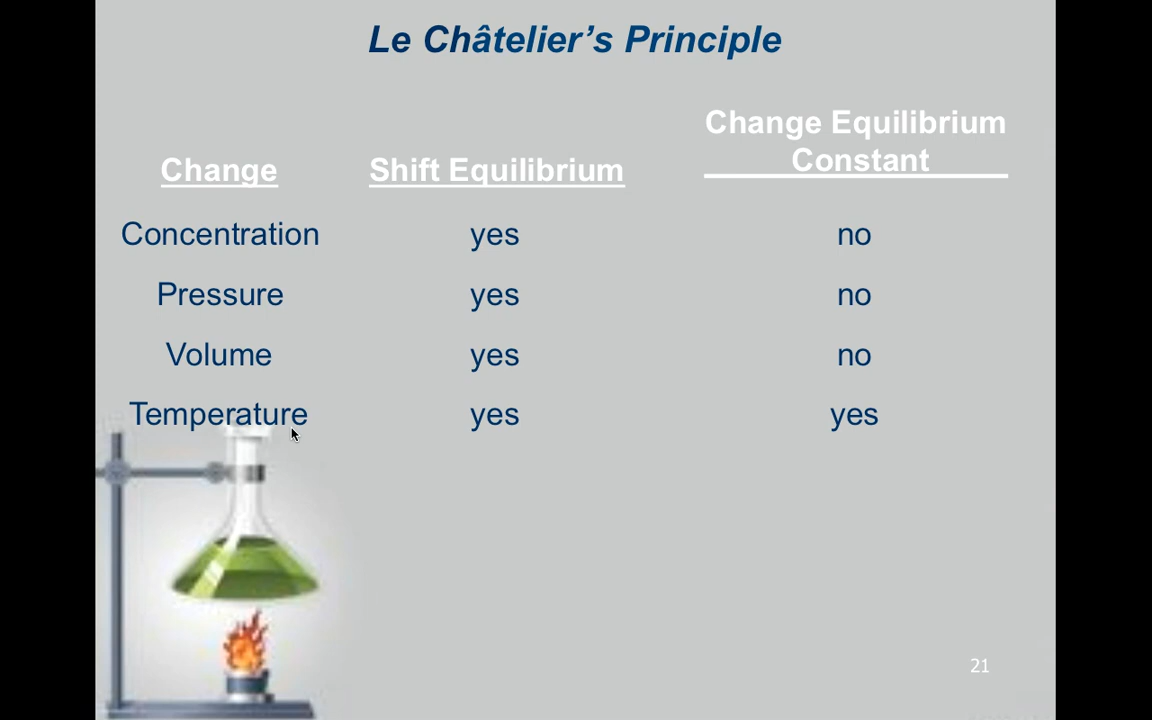 Le Châtelier’s Principle
Change Equilibrium
Constant
Change Shift Equilibrium
Concentration yes no
Pressure yes no
Volume yes no
Temperature yes yes
21